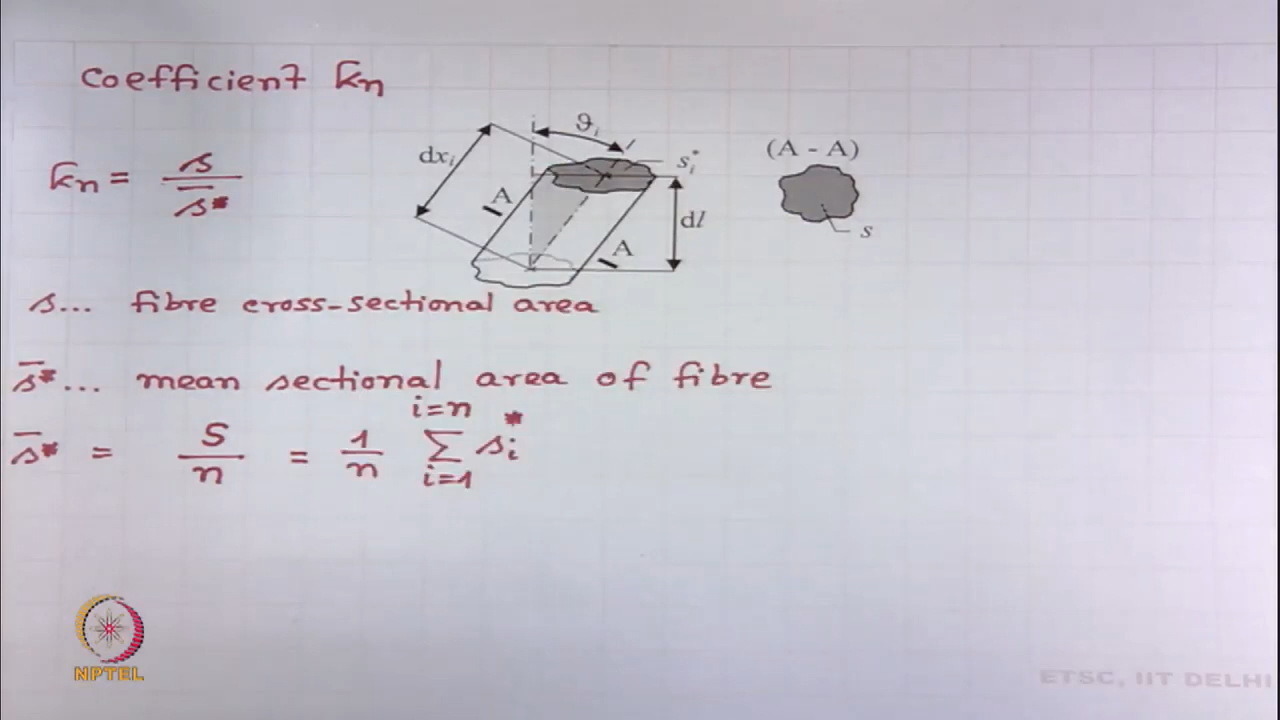 coefficient kn
kn = s / s̄*
dxᵢ
ϑᵢ
sᵢ*
A
A
dl
(A - A)
s
s... fibre cross-sectional area
s̄*... mean sectional area of fibre
s̄* = S/n = 1/n Σ sᵢ*
i=n
i=1
NPTEL
ETSC, IIT DELHI